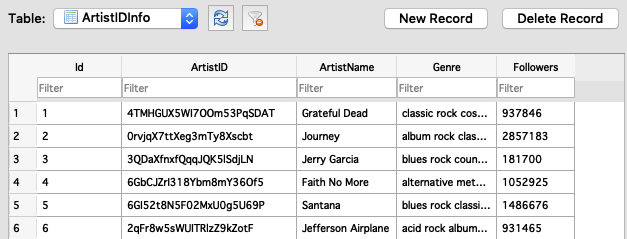 Table: ArtistIDInfo New Record Delete Record
Id ArtistID ArtistName Genre Followers
Filter Filter Filter Filter Filter
1 1 4TMHGUX5WI7OOm53PqSDAT Grateful Dead classic rock cos... 937846
2 2 0rvjqX7ttXeg3mTy8Xscbt Journey album rock clas... 2857183
3 3 3QDaXfnxfQqqJQK5lSdjLN Jerry Garcia blues rock coun... 181700
4 4 6GbCJZrI318Ybm8mY36Of5 Faith No More alternative met... 1052925
5 5 6GI52t8N5F02MxU0g5U69P Santana blues rock classi... 1486676
6 6 2qFr8w5sWUITRlzZ9kZotF Jefferson Airplane acid rock album... 931465